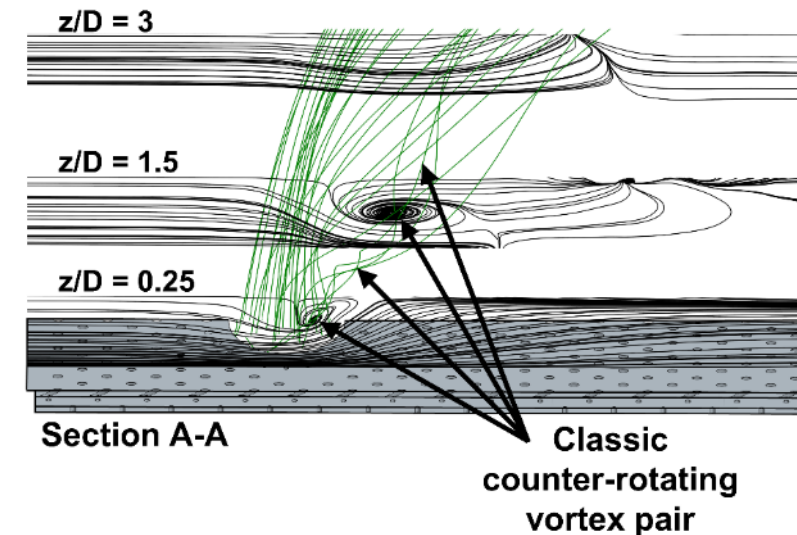 z/D = 3
z/D = 1.5
z/D = 0.25
Section A-A
Classic
counter-rotating
vortex pair